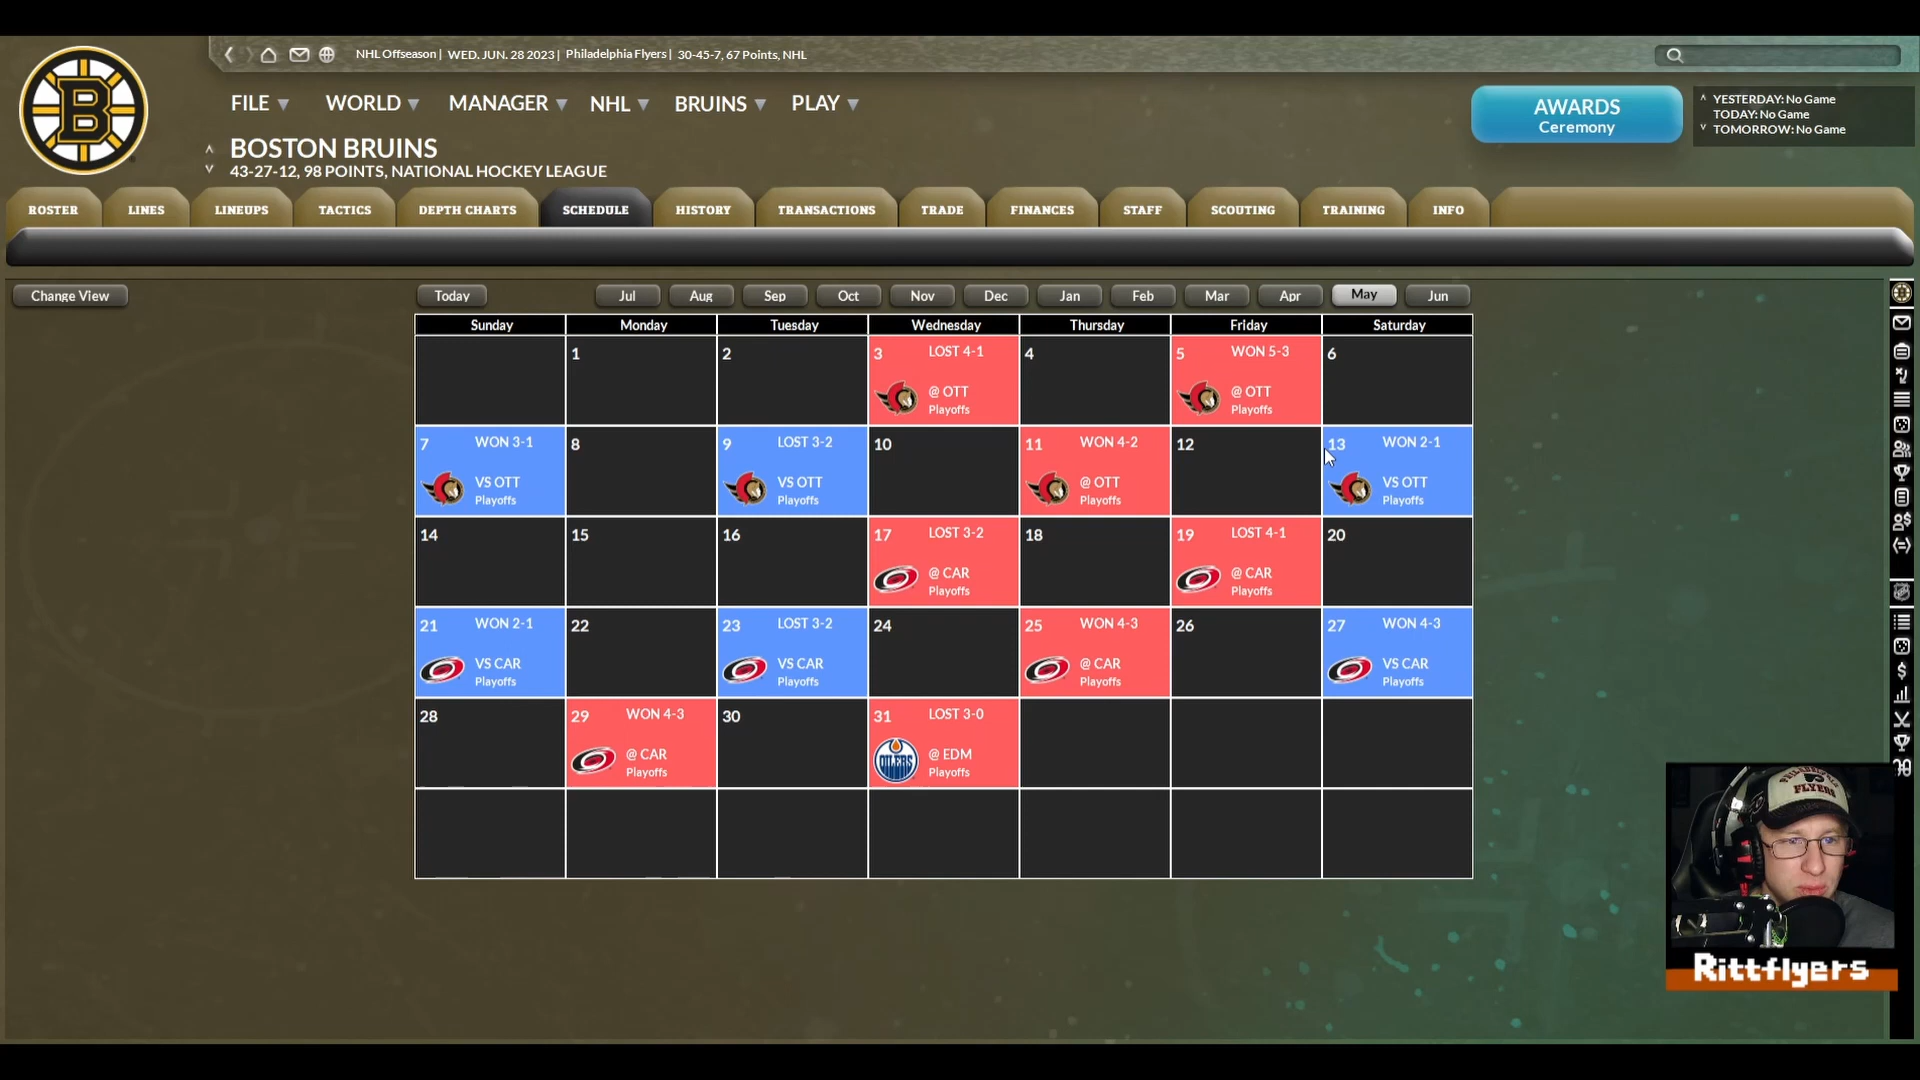 NHL Offseason | WED. JUN. 28 2023 | Philadelphia Flyers | 30-45-7, 67 Points, NHL
FILE WORLD MANAGER NHL BRUINS PLAY
AWARDS
Ceremony
YESTERDAY: No Game
TODAY: No Game
TOMORROW: No Game
B
BOSTON BRUINS
43-27-12, 98 POINTS, NATIONAL HOCKEY LEAGUE
ROSTER LINES LINEUPS TACTICS DEPTH CHARTS SCHEDULE HISTORY TRANSACTIONS TRADE FINANCES STAFF SCOUTING TRAINING INFO
Change View Today Jul Aug Sep Oct Nov Dec Jan Feb Mar Apr May Jun
Sunday Monday Tuesday Wednesday Thursday Friday Saturday
1 2 3 LOST 4-1 4 5 WON 5-3 6
@ OTT @ OTT
Playoffs Playoffs
7 WON 3-1 8 9 LOST 3-2 10 11 WON 4-2 12 13 WON 2-1
VS OTT VS OTT @ OTT VS OTT
Playoffs Playoffs Playoffs Playoffs
14 15 16 17 LOST 3-2 18 19 LOST 4-1 20
@ CAR @ CAR
Playoffs Playoffs
21 WON 2-1 22 23 LOST 3-2 24 25 WON 4-3 26 27 WON 4-3
VS CAR VS CAR @ CAR VS CAR
Playoffs Playoffs Playoffs Playoffs
28 29 WON 4-3 30 31 LOST 3-0
@ CAR OILERS @ EDM
Playoffs Playoffs
PHILADELPHIA
FLYERS
Rittflyers